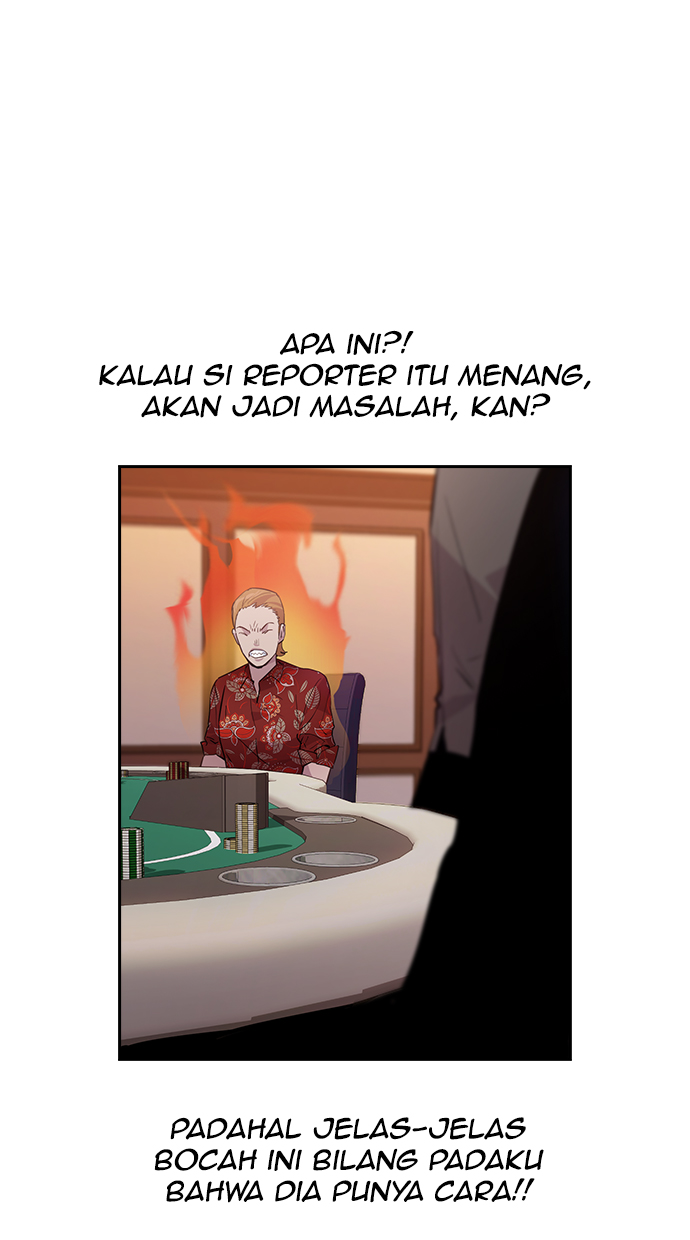 APA INI?!
KALAU SI REPORTER ITU MENANG,
AKAN JADI MASALAH, KAN?
PADAHAL JELAS-JELAS
BOCAH INI BILANG PADAKU
BAHWA DIA PUNYA CARA!!